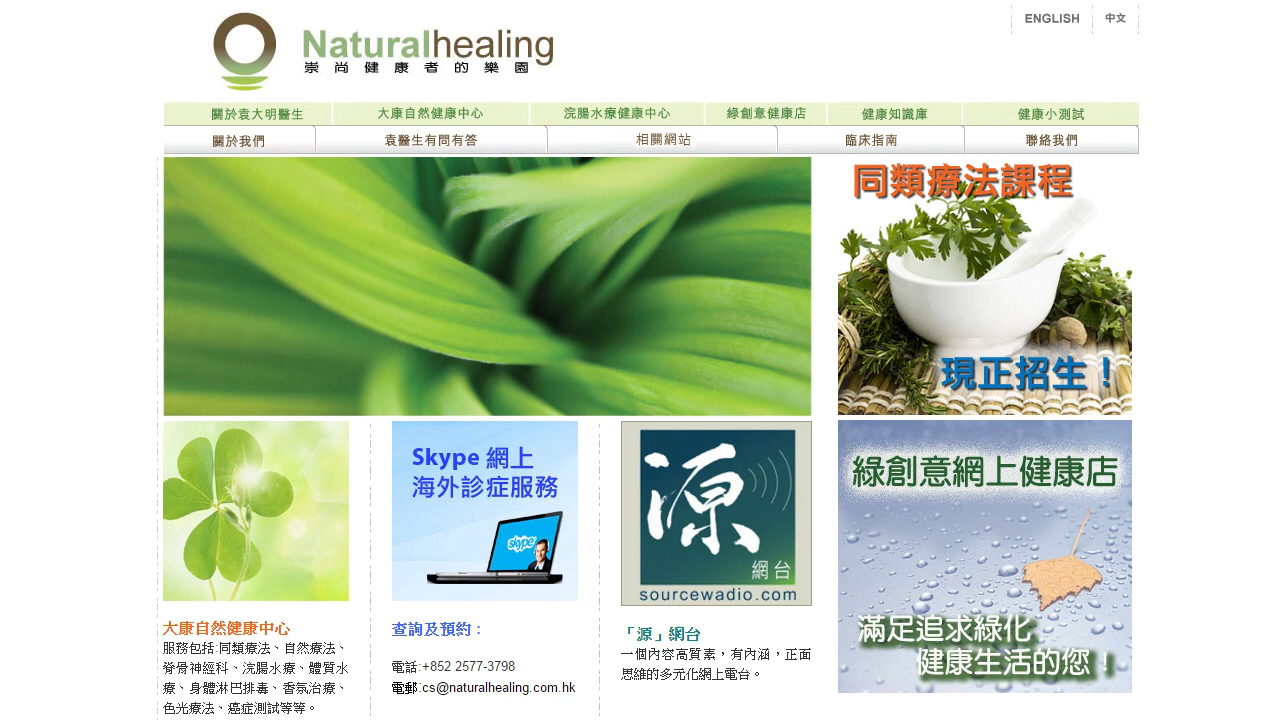 ENGLISH
中文
Naturalhealing
崇尚健康者的樂園
關於袁大明醫生
大康自然健康中心
浣腸水療健康中心
綠創意健康店
健康知識庫
健康小測試
關於我們
袁醫生有問有答
相關網站
臨床指南
聯絡我們
同類療法課程
現正招生！
Skype 網上
海外診症服務
skype
源
網台
sourcewadio.com
綠創意網上健康店
滿足追求綠化
健康生活的您！
大康自然健康中心
服務包括:同類療法、自然療法、
脊骨神經科、浣腸水療、體質水
療、身體淋巴排毒、香氛治療、
色光療法、癌症測試等等。
查詢及預約：
電話:+852 2577-3798
電郵:cs@naturalhealing.com.hk
「源」網台
一個內容高質素，有內涵，正面
思維的多元化網上電台。